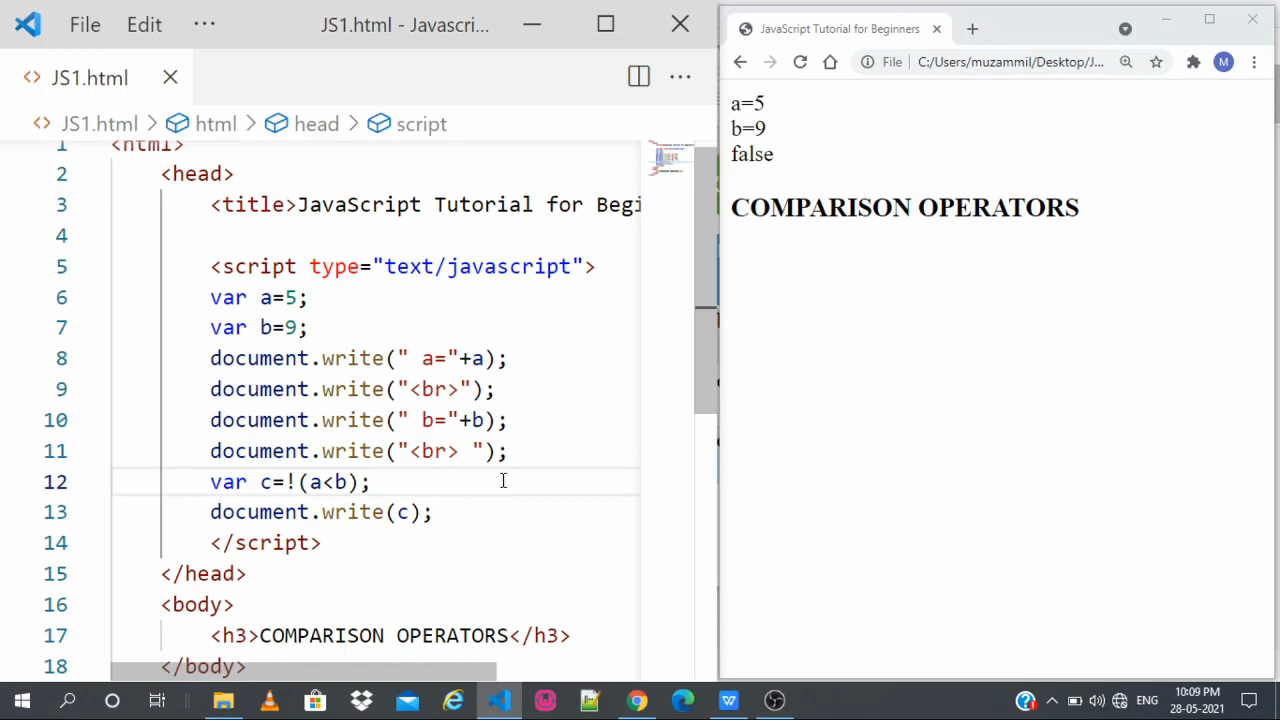 File Edit ··· JS1.html - Javascri...
JS1.html
JS1.html > html > head > script
1 <html>
2 <head>
3 <title>JavaScript Tutorial for Begi
4
5 <script type="text/javascript">
6 var a=5;
7 var b=9;
8 document.write(" a="+a);
9 document.write("<br>");
10 document.write(" b="+b);
11 document.write("<br> ");
12 var c=!(a<b);
13 document.write(c);
14 </script>
15 </head>
16 <body>
17 <h3>COMPARISON OPERATORS</h3>
18 </body>
JavaScript Tutorial for Beginners
File C:/Users/muzammil/Desktop/J... M
a=5
b=9
false
COMPARISON OPERATORS
ENG
10:09 PM
28-05-2021